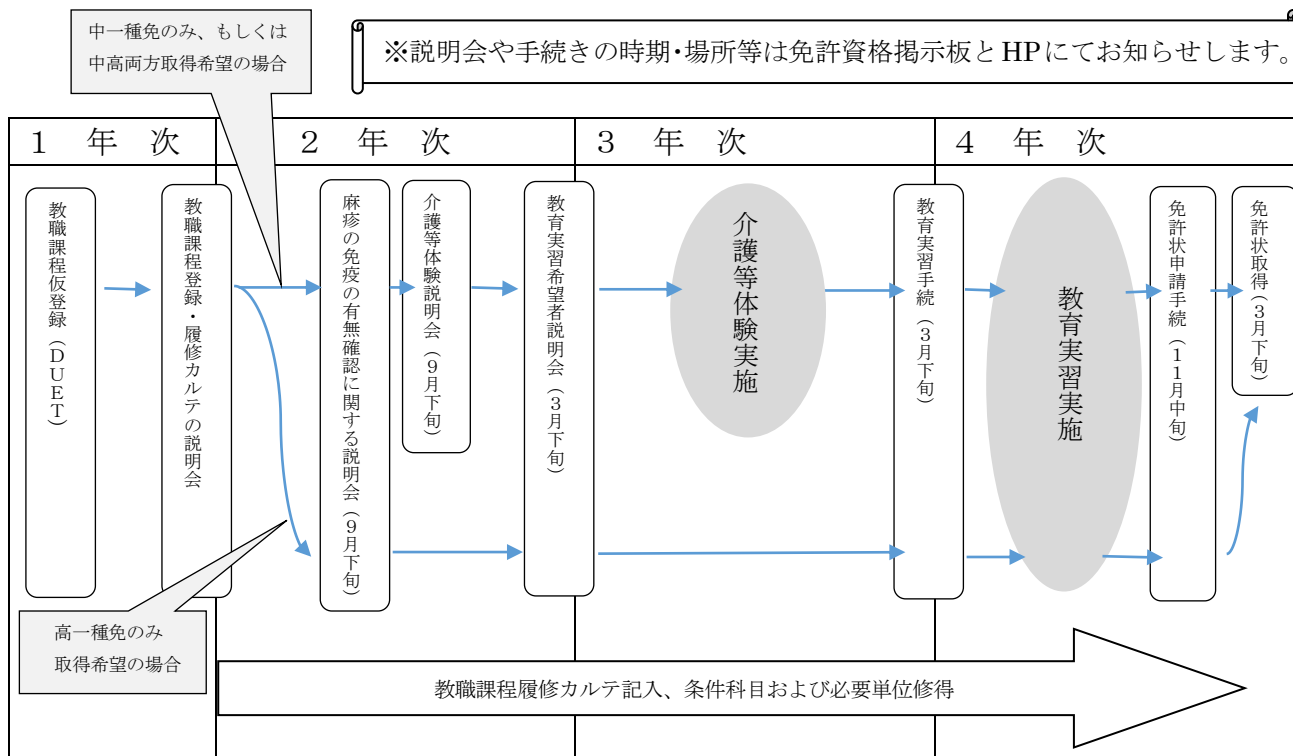 中一種免のみ、もしくは
中高両方取得希望の場合
※説明会や手続きの時期・場所等は免許資格掲示板とHPにてお知らせします。
１　年　次
２　年　次
３　年　次
４　年　次
教職課程仮登録（ＤＵＥＴ）
教職課程登録・履修カルテの説明会
麻疹の免疫の有無確認に関する説明会（９月下旬）
介護等体験説明会（９月下旬）
教育実習希望者説明会（３月下旬）
介護等体験実施
教育実習手続（３月下旬）
教育実習実施
免許状申請手続（１１月中旬）
免許状取得（３月下旬）
高一種免のみ
取得希望の場合
教職課程履修カルテ記入、条件科目および必要単位修得